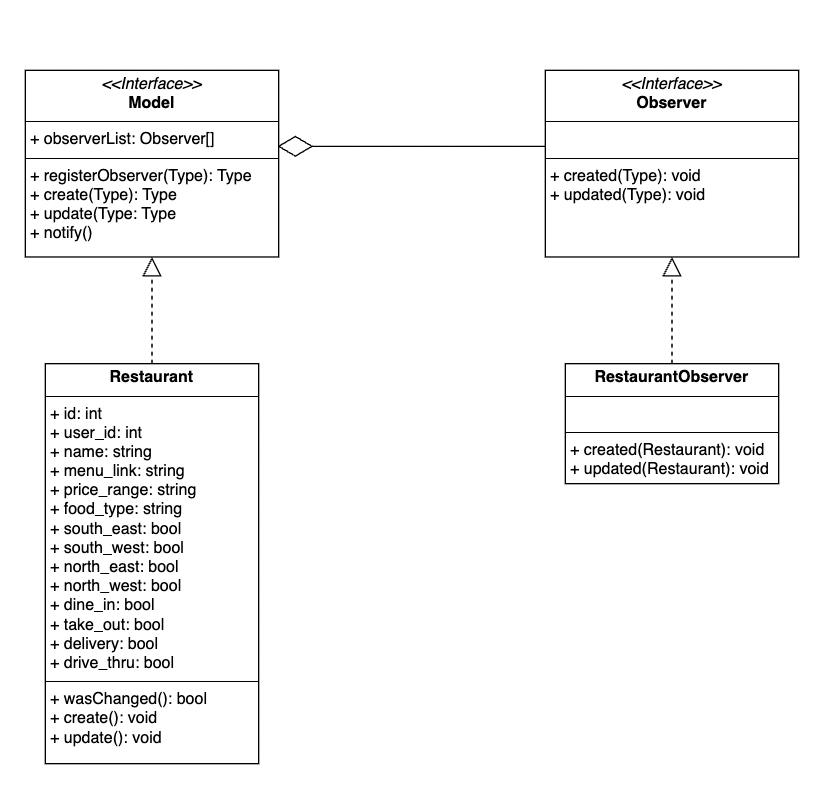 <<Interface>>
Model
+ observerList: Observer[]
+ registerObserver(Type): Type
+ create(Type): Type
+ update(Type: Type
+ notify()
<<Interface>>
Observer
+ created(Type): void
+ updated(Type): void
Restaurant
+ id: int
+ user_id: int
+ name: string
+ menu_link: string
+ price_range: string
+ food_type: string
+ south_east: bool
+ south_west: bool
+ north_east: bool
+ north_west: bool
+ dine_in: bool
+ take_out: bool
+ delivery: bool
+ drive_thru: bool
+ wasChanged(): bool
+ create(): void
+ update(): void
RestaurantObserver
+ created(Restaurant): void
+ updated(Restaurant): void